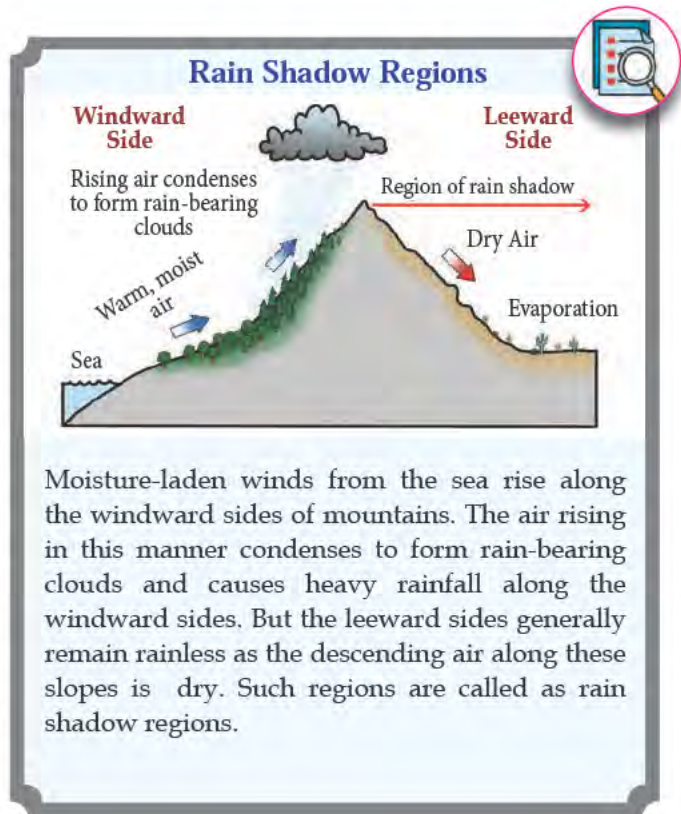 Rain Shadow Regions
Windward
Side
Leeward
Side
Rising air condenses
to form rain-bearing
clouds
Region of rain shadow
Dry Air
Warm, moist
air
Evaporation
Sea
Moisture-laden winds from the sea rise along
the windward sides of mountains. The air rising
in this manner condenses to form rain-bearing
clouds and causes heavy rainfall along the
windward sides. But the leeward sides generally
remain rainless as the descending air along these
slopes is dry. Such regions are called as rain
shadow regions.